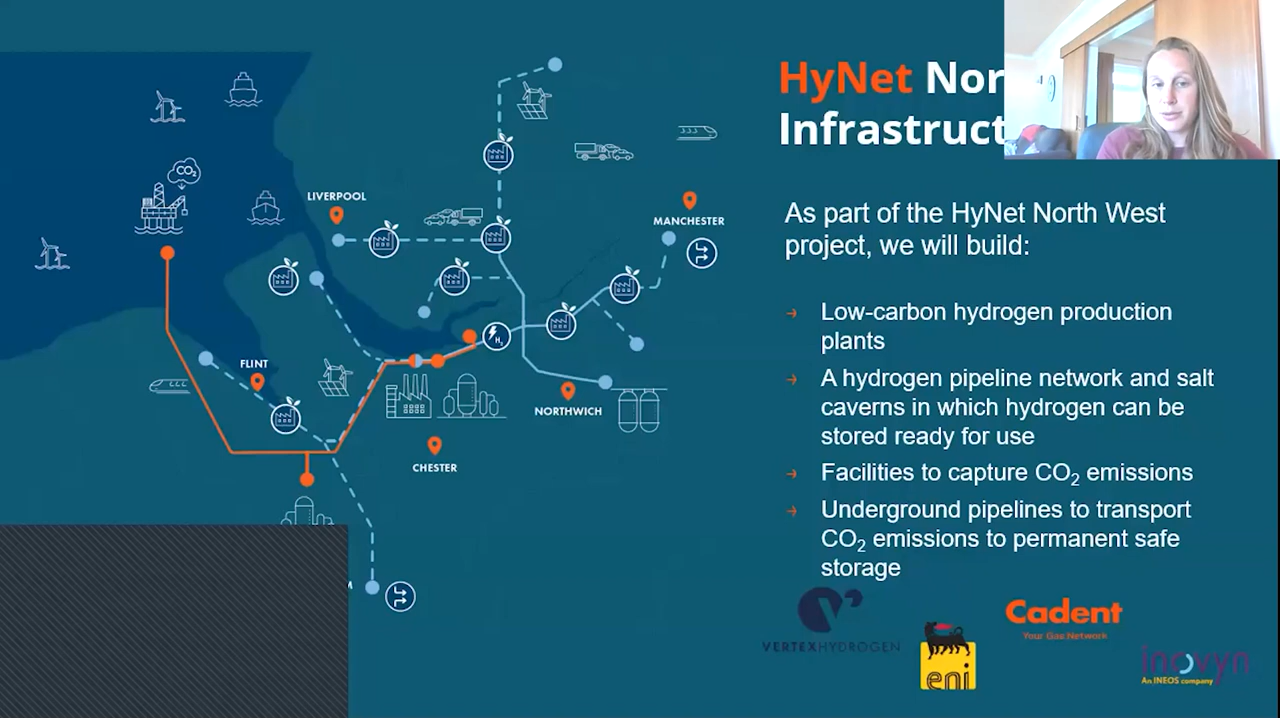 HyNet Nor
Infrastruct
As part of the HyNet North West
project, we will build:
→ Low-carbon hydrogen production
plants
→ A hydrogen pipeline network and salt
caverns in which hydrogen can be
stored ready for use
→ Facilities to capture CO₂ emissions
→ Underground pipelines to transport
CO₂ emissions to permanent safe
storage
CO₂
LIVERPOOL
MANCHESTER
FLINT
H₂
NORTHWICH
CHESTER
M
VERTEXHYDROGEN
eni
Cadent
Your Gas Network
inovyn
An INEOS company